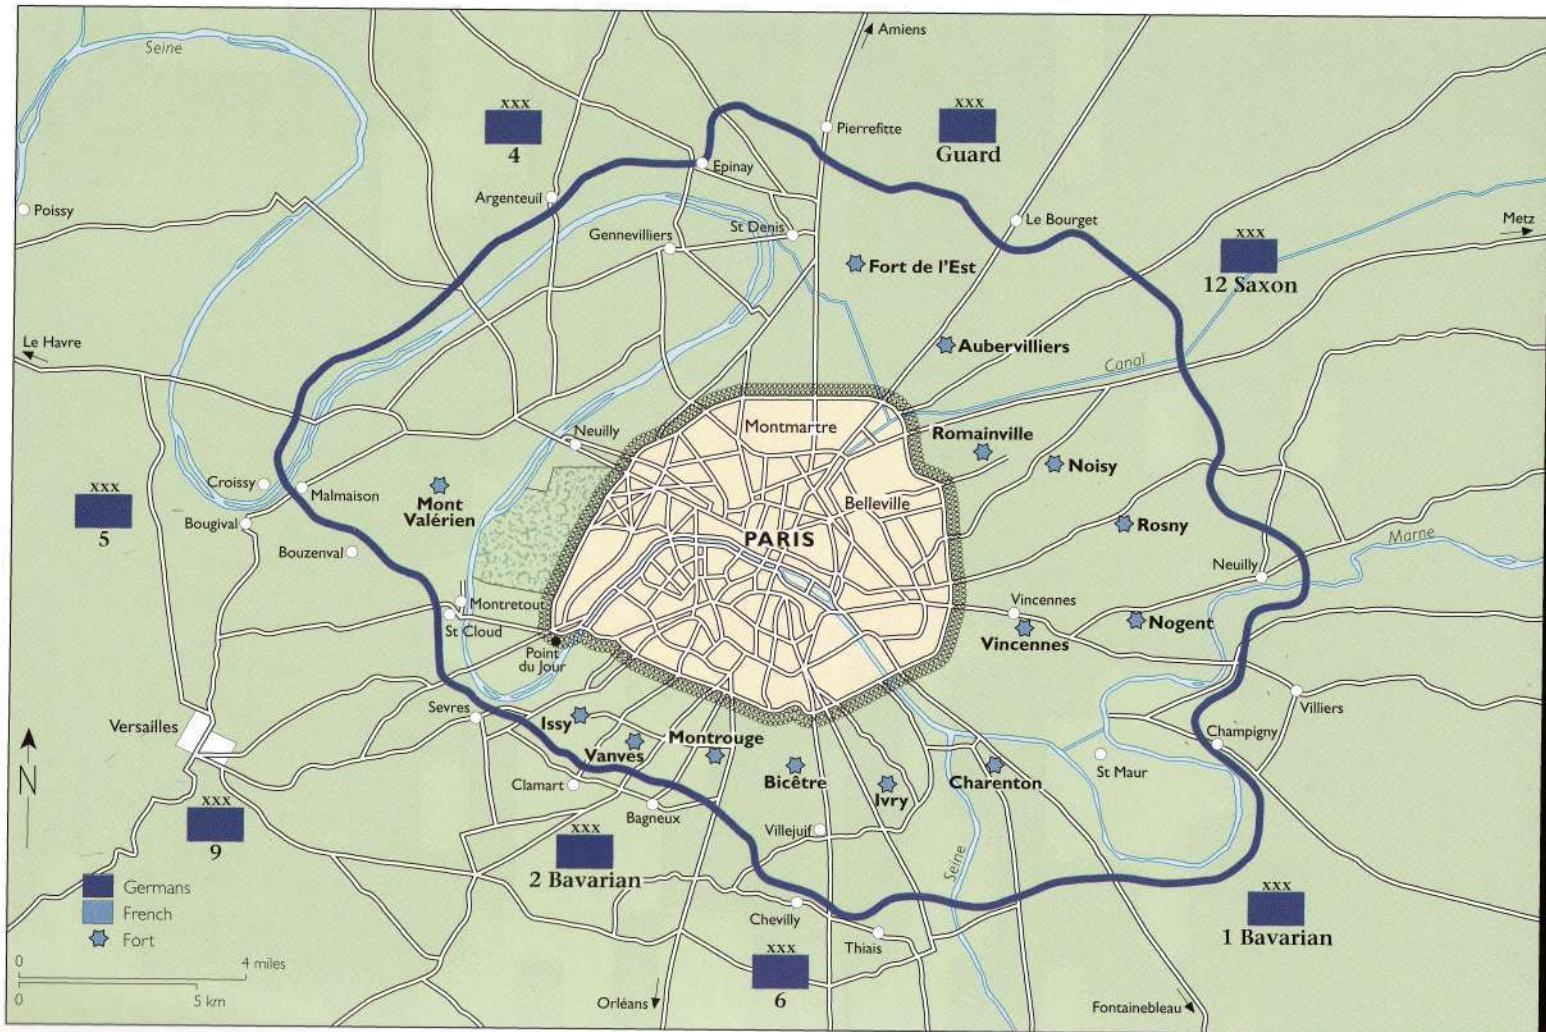 Seine
Amiens
xxx
4
xxx
Guard
Pierrefitte
Epinay
Argenteuil
Poissy
Le Bourget
Metz
St Denis
Gennevilliers
xxx
12 Saxon
Fort de l'Est
Le Havre
Aubervilliers
Canal
Montmartre
Neuilly
Romainville
Noisy
Croissy
Malmaison
Mont
Valérien
Belleville
xxx
5
Bougival
Rosny
PARIS
Marne
Bouzenval
Neuilly
Montretout
Vincennes
St Cloud
Nogent
Vincennes
Point
du Jour
Villiers
Sevres
Versailles
Issy
Champigny
Montrouge
Vanves
N
St Maur
Clamart
Bicêtre
Charenton
Ivry
xxx
9
Bagneux
Villejuif
xxx
2 Bavarian
Seine
Germans
French
Fort
xxx
1 Bavarian
Chevilly
Thiais
0
4 miles
0
5 km
xxx
6
Orléans
Fontainebleau